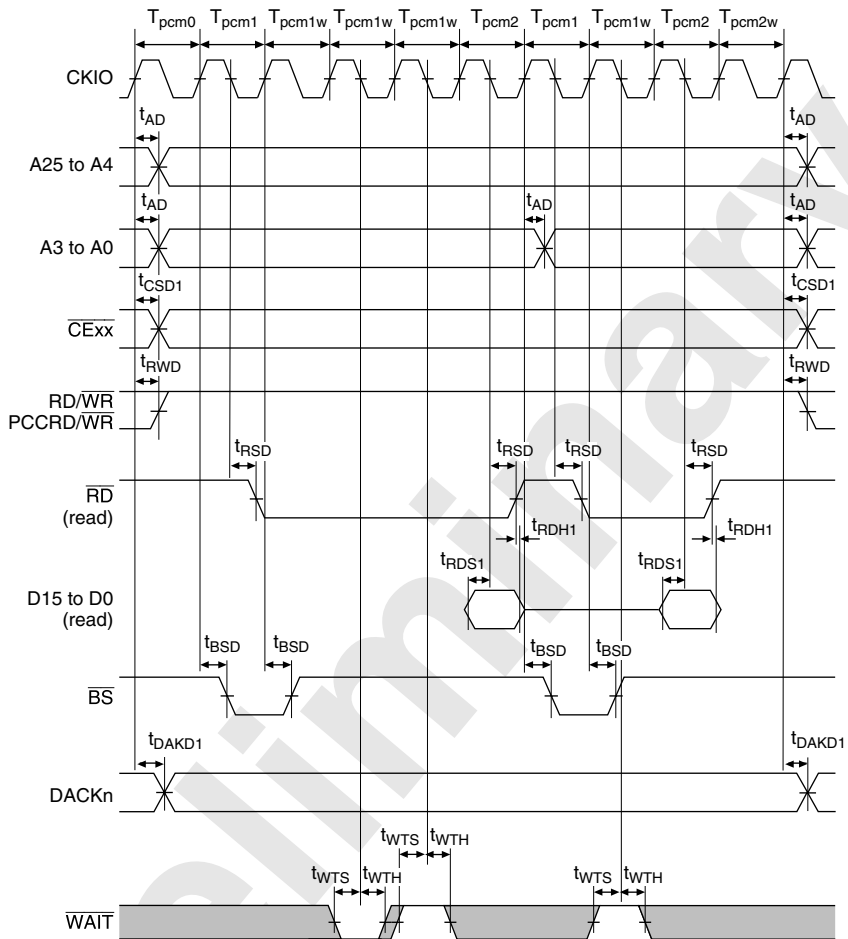 Tpcm0 Tpcm1 Tpcm1w Tpcm1w Tpcm1w Tpcm2 Tpcm1 Tpcm1w Tpcm2 Tpcm2w
CKIO
tAD tAD
A25 to A4
tAD tAD tAD
A3 to A0
tCSD1 tCSD1
CExx
tRWD tRWD
RD/WR
PCCRD/WR
tRSD tRSD tRSD tRSD
RD
(read)
tRDH1 tRDH1
tRDS1 tRDS1
D15 to D0
(read)
tBSD tBSD tBSD tBSD
BS
tDAKD1 tDAKD1
DACKn
tWTS tWTH
tWTS tWTH tWTS tWTH
WAIT
eliminary